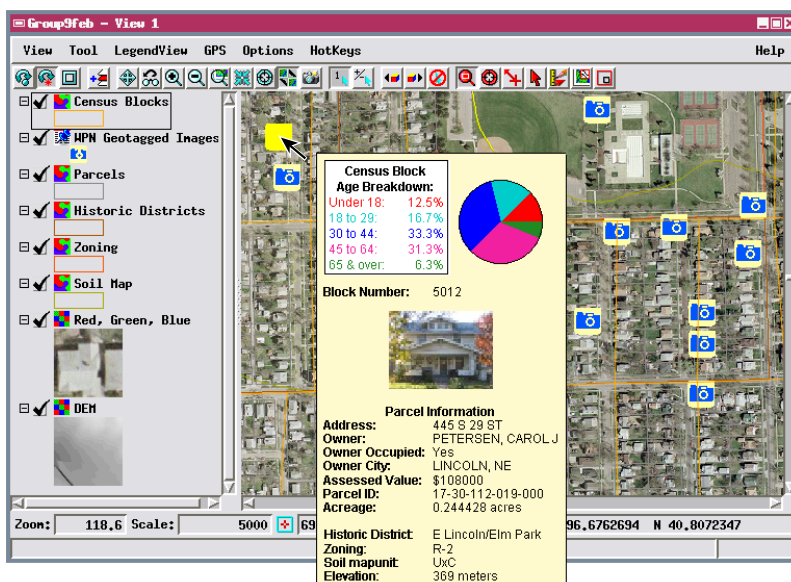 Group9feb - View 1
View Tool LegendView GPS Options HotKeys Help
Census Blocks
WPN Geotagged Images
Parcels
Historic Districts
Zoning
Soil Map
Red, Green, Blue
DEM
Census Block
Age Breakdown:
Under 18: 12.5%
18 to 29: 16.7%
30 to 44: 33.3%
45 to 64: 31.3%
65 & over: 6.3%
Block Number: 5012
Parcel Information
Address: 445 S 29 ST
Owner: PETERSEN, CAROL J
Owner Occupied: Yes
Owner City: LINCOLN, NE
Assessed Value: $108000
Parcel ID: 17-30-112-019-000
Acreage: 0.244428 acres
Historic District: E Lincoln/Elm Park
Zoning: R-2
Soil mapunit: UxC
Elevation: 369 meters
Zoom: 118.6 Scale: 5000 69 96.6762694 N 40.8072347